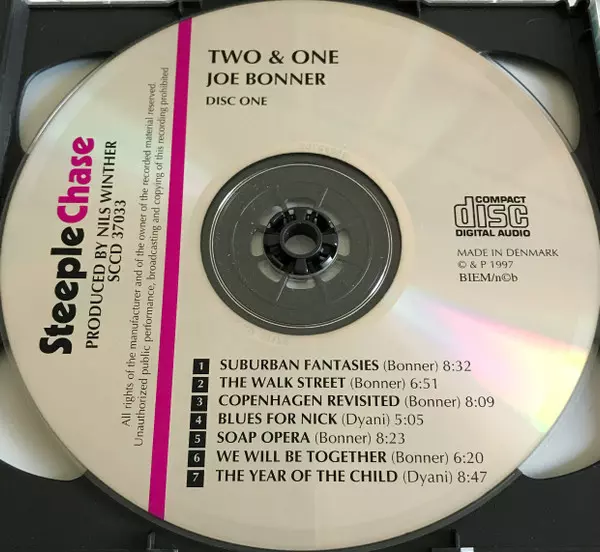 TWO & ONE
JOE BONNER
DISC ONE
SteepleChase
PRODUCED BY NILS WINTHER
SCCD 37033
All rights of the manufacturer and of the owner of the recorded material reserved.
Unauthorized public performance, broadcasting and copying of this recording prohibited
COMPACT
disc
DIGITAL AUDIO
MADE IN DENMARK
© & P 1997
BIEM/n©b
1 SUBURBAN FANTASIES (Bonner) 8:32
2 THE WALK STREET (Bonner) 6:51
3 COPENHAGEN REVISITED (Bonner) 8:09
4 BLUES FOR NICK (Dyani) 5:05
5 SOAP OPERA (Bonner) 8:23
6 WE WILL BE TOGETHER (Bonner) 6:20
7 THE YEAR OF THE CHILD (Dyani) 8:47